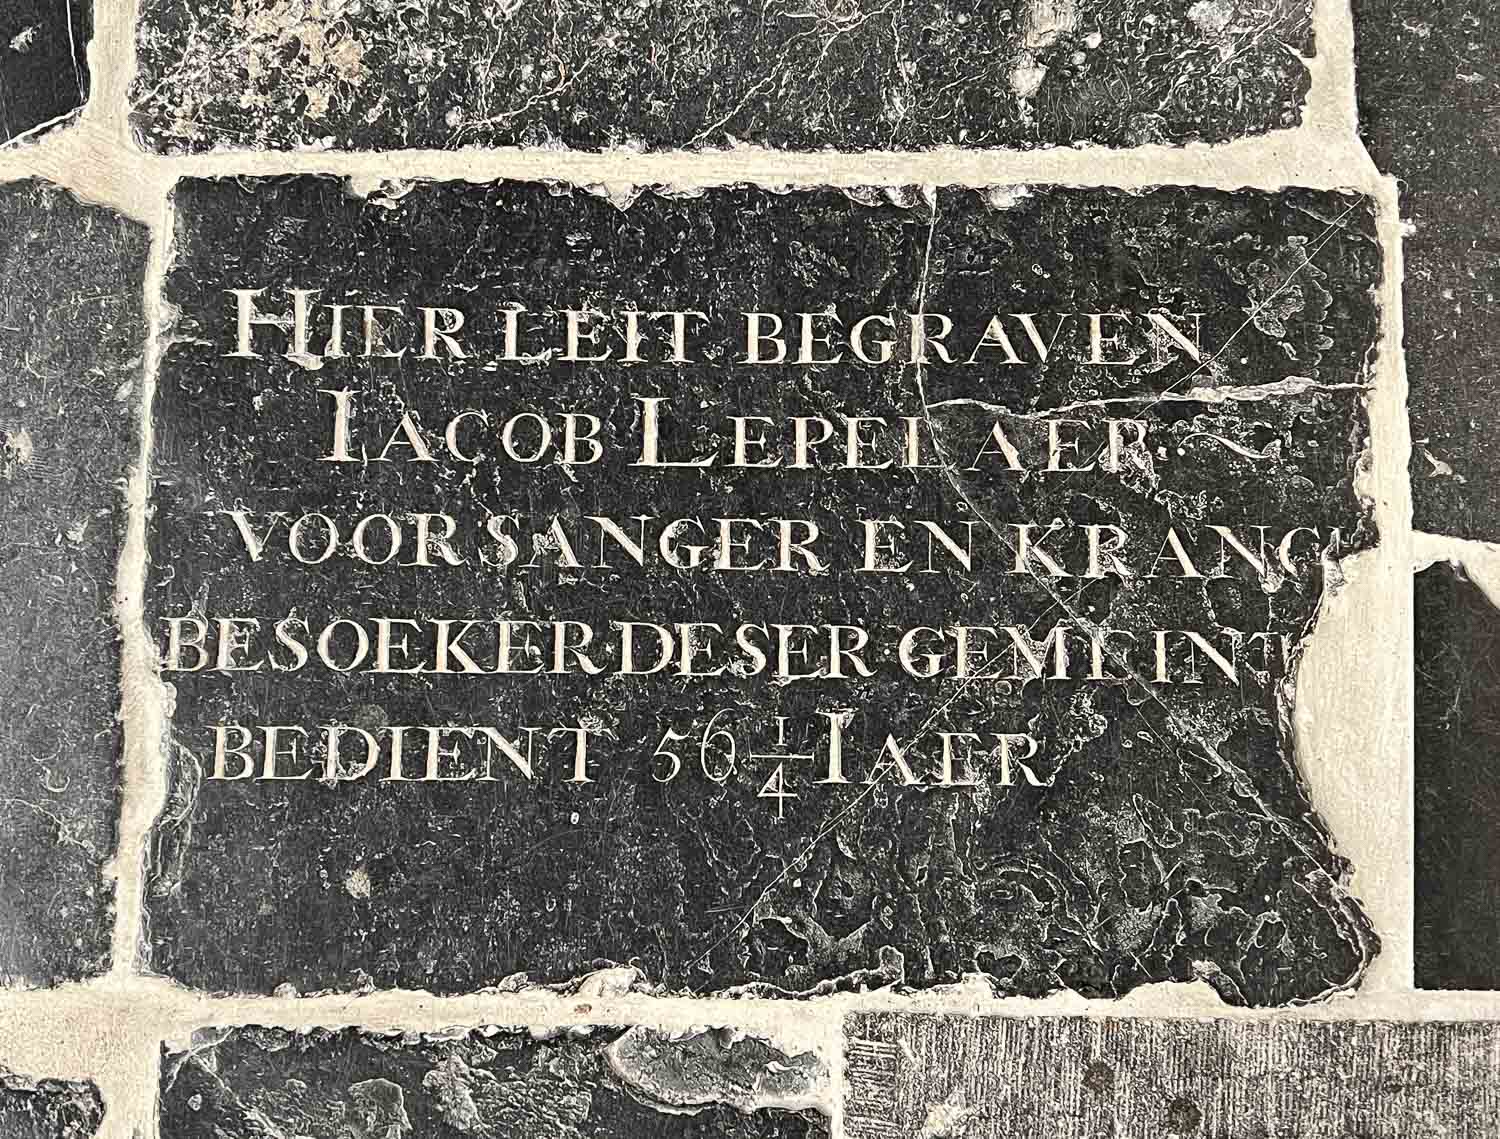 HIER LEIT BEGRAVEN
IACOB LEPELAER
VOORSANGER EN KRANC
BESOEKER DESER GEMEINT
BEDIENT 56 1/4 IAER